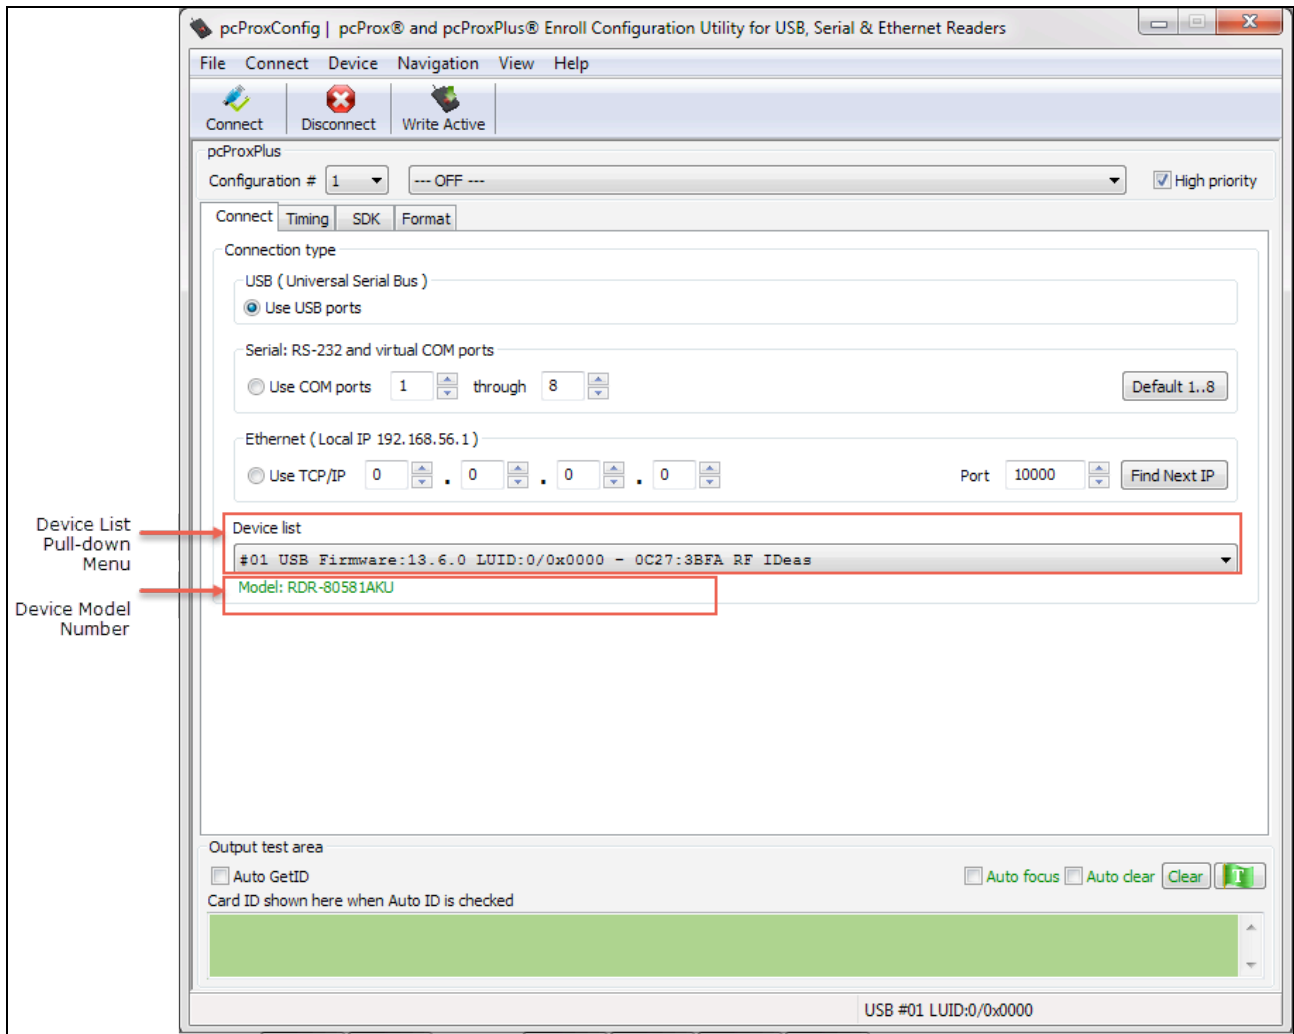 pcProxConfig | pcProx® and pcProxPlus® Enroll Configuration Utility for USB, Serial & Ethernet Readers
File Connect Device Navigation View Help
Connect Disconnect Write Active
pcProxPlus
Configuration # 1 --- OFF --- High priority
Connect Timing SDK Format
Connection type
USB ( Universal Serial Bus )
Use USB ports
Serial: RS-232 and virtual COM ports
Use COM ports 1 through 8 Default 1..8
Ethernet ( Local IP 192.168.56.1 )
Use TCP/IP 0 . 0 . 0 . 0 Port 10000 Find Next IP
Device List
Pull-down
Menu
Device list
#01 USB Firmware:13.6.0 LUID:0/0x0000 - 0C27:3BFA RF IDeas
Device Model
Number
Model: RDR-80581AKU
Output test area
Auto GetID Auto focus Auto clear Clear T
Card ID shown here when Auto ID is checked
USB #01 LUID:0/0x0000